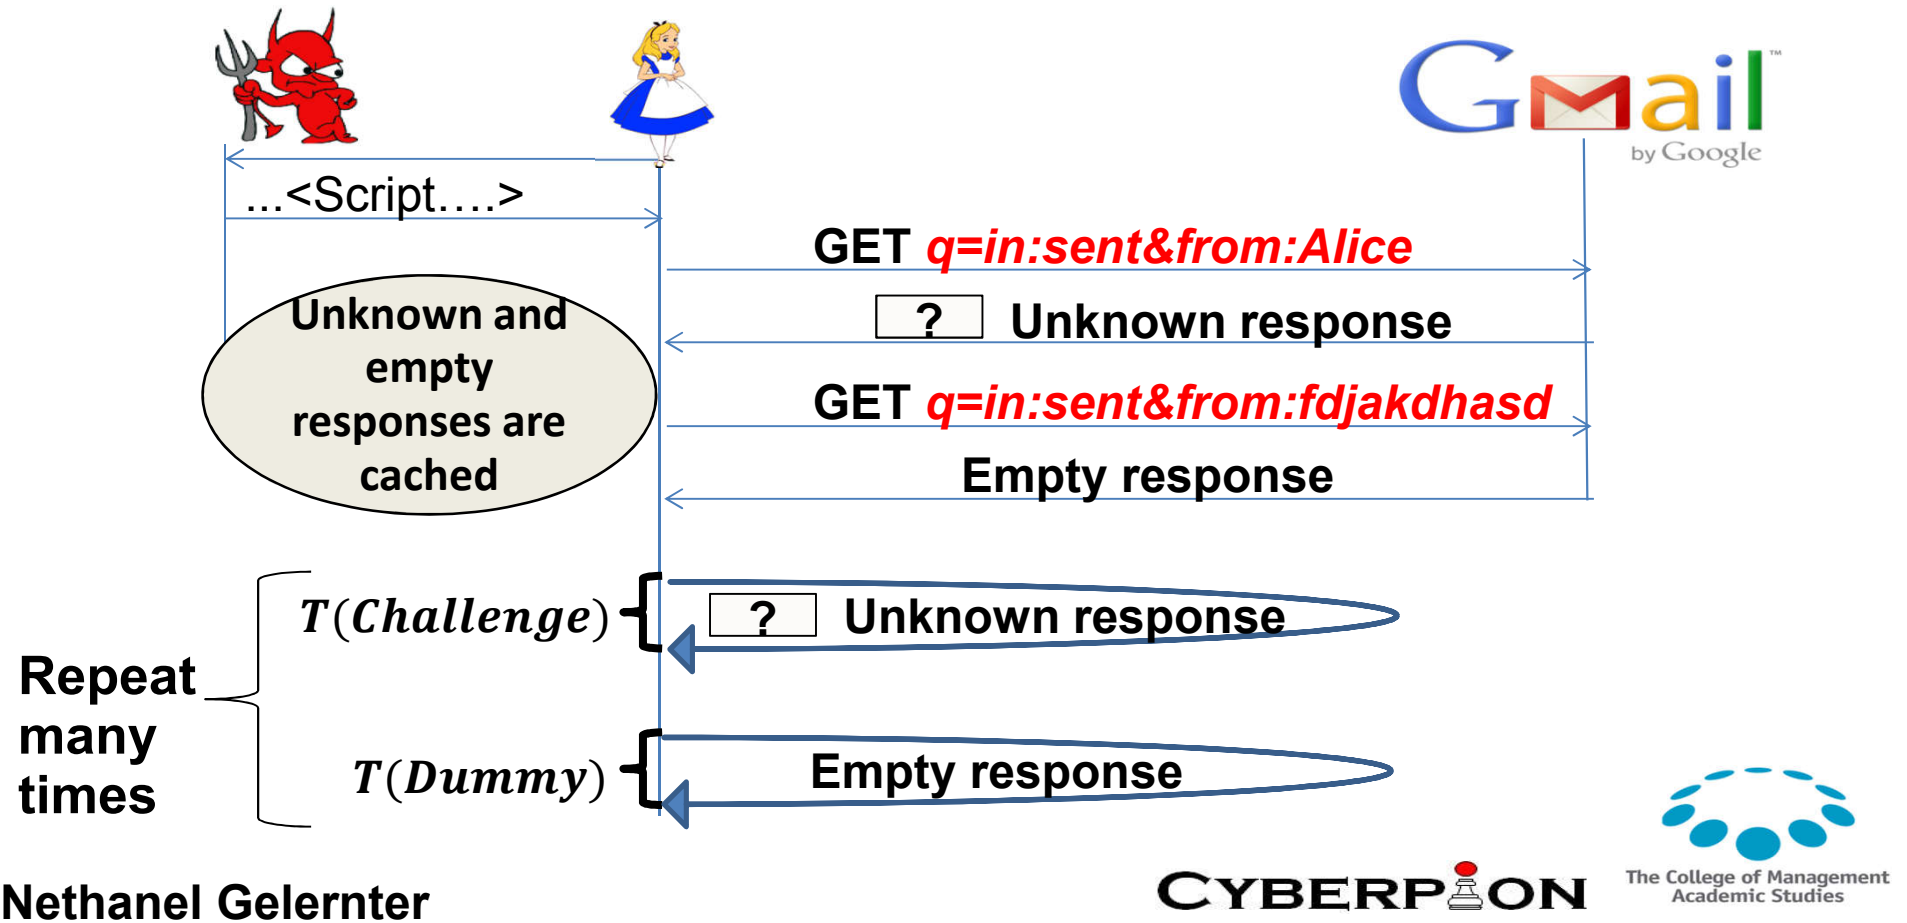 Gmail™
by Google
...<Script....>
GET q=in:sent&from:Alice
? Unknown response
Unknown and
empty
responses are
cached
GET q=in:sent&from:fdjakdhasd
Empty response
T(Challenge)
? Unknown response
Repeat
many
times
T(Dummy)
Empty response
Nethanel Gelernter
CYBERPION
The College of Management
Academic Studies